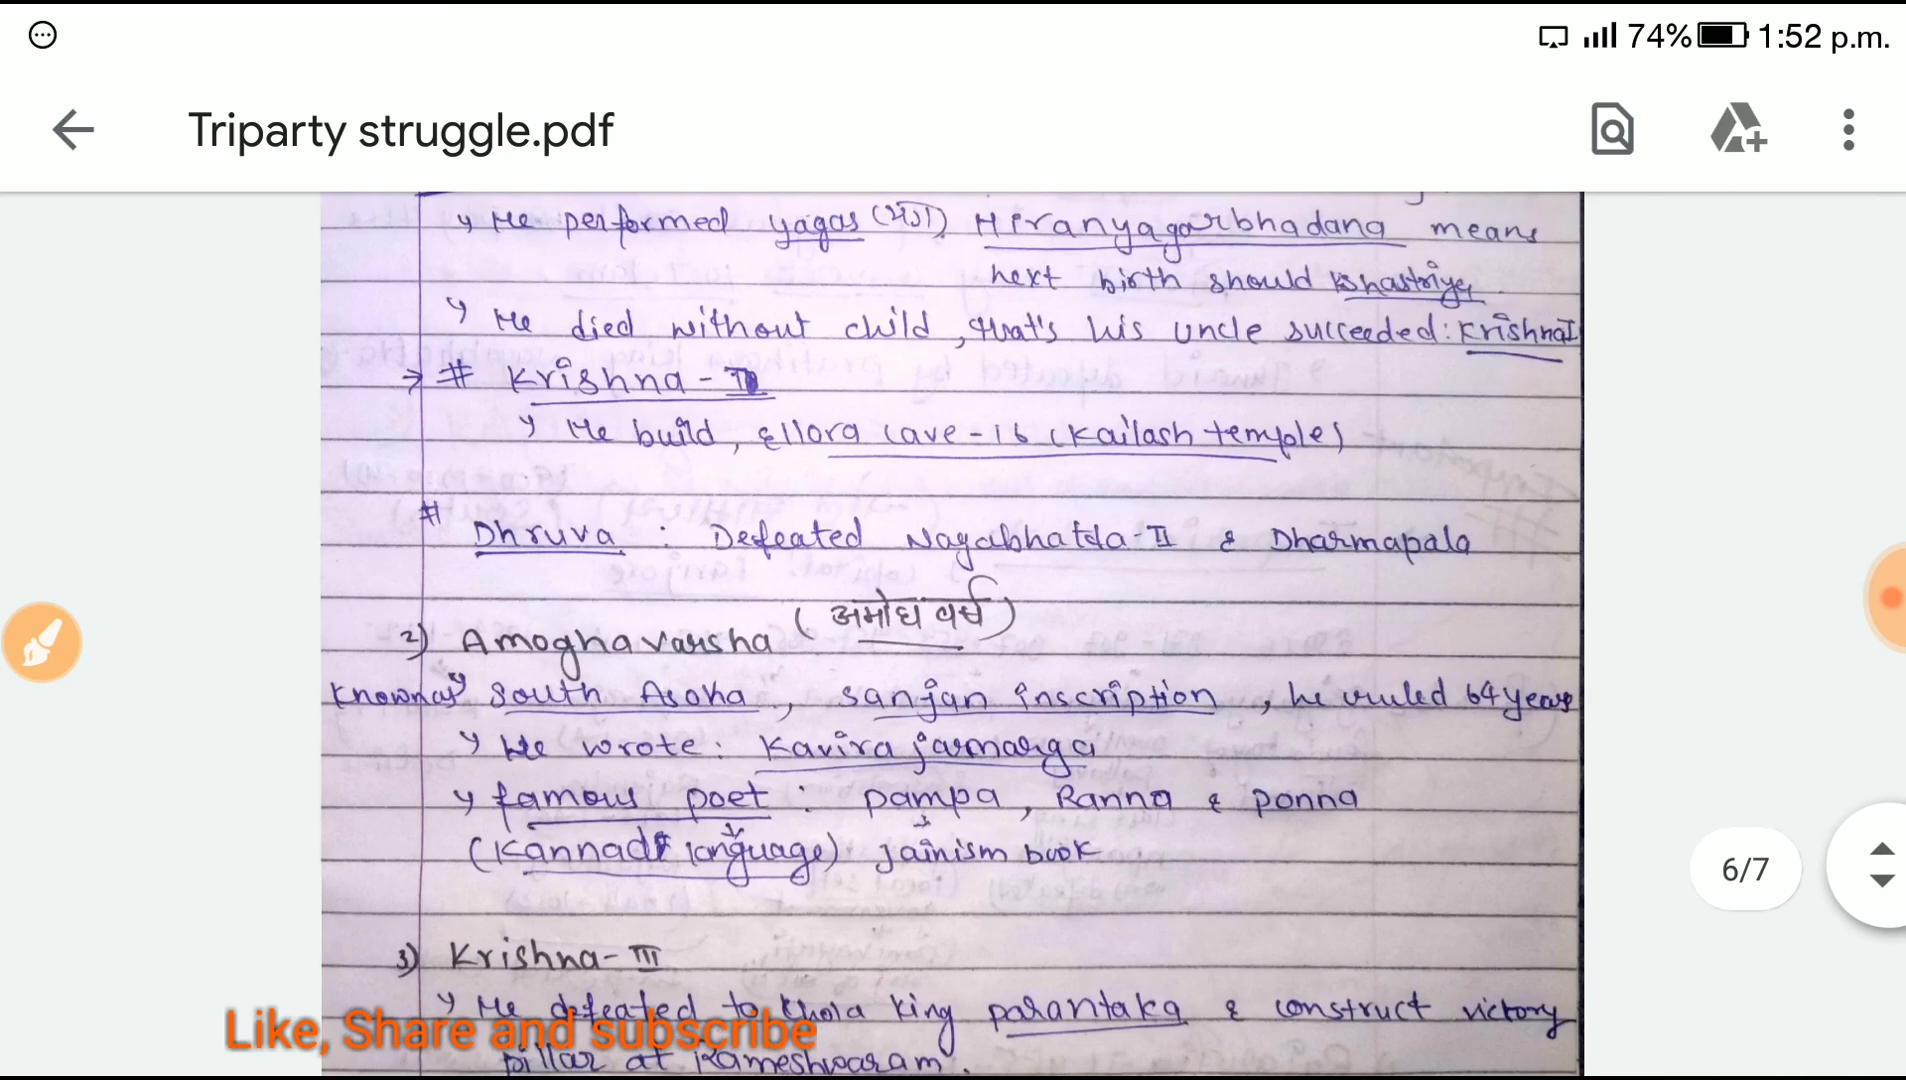 74% 1:52 p.m.
Triparty struggle.pdf
He performed yagas (यज्ञ) Hiranyagarbhadana means
next birth should kshastriya.
He died without child, that's his uncle succeeded: Krishna I
# Krishna - I
He build, Ellora cave-16 (Kailash temple)
# Dhruva : Defeated Nagabhatda-II & Dharmapala
2) Amoghavarsha (अमोघ वर्ष)
Known as South Asoka, Sanjan inscription, he ruled 64 years
He wrote: Kavirajamarga
famous poet : pampa, Ranna & ponna
(Kannada language) Jainism book
3) Krishna-III
He defeated to Chola king parantaka & construct victory
pillar at Rameshwaram.
6/7
Like, Share and subscribe